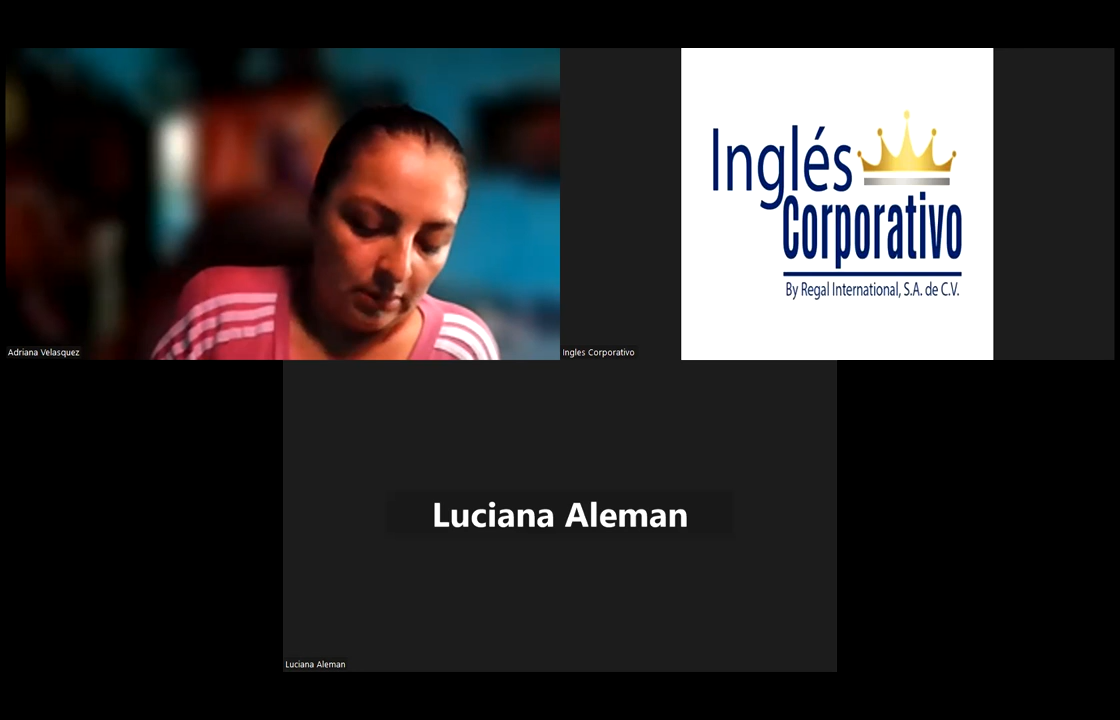 Inglés
Corporativo
By Regal International, S.A. de C.V.
Adriana Velasquez
Ingles Corporativo
Luciana Aleman
Luciana Aleman